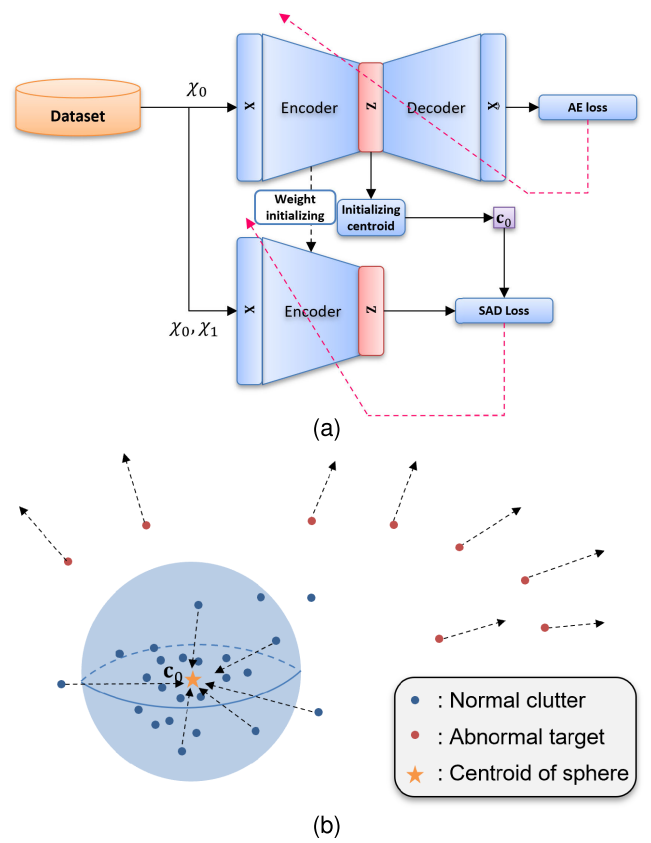 Dataset
χ₀
X
Encoder
Z
Decoder
X
AE loss
Weight
initializing
Initializing
centroid
c₀
χ₀, χ₁
X
Encoder
Z
SAD Loss
(a)
c₀
: Normal clutter
: Abnormal target
: Centroid of sphere
(b)